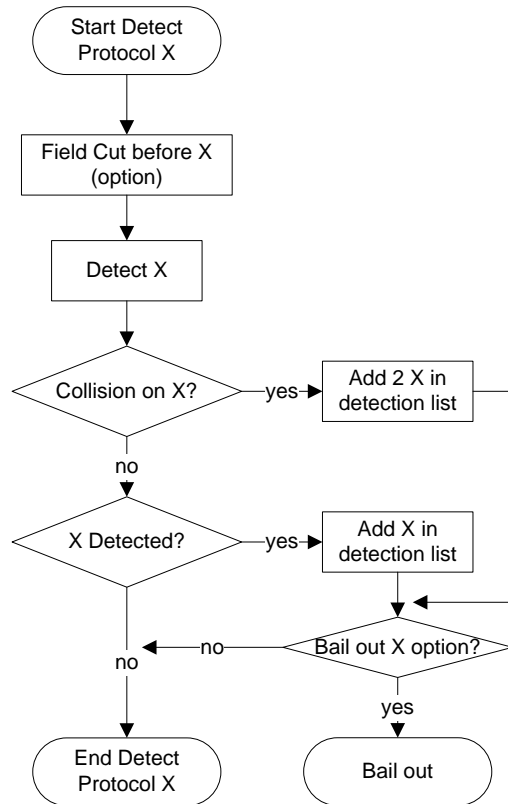 Start Detect
Protocol X
Field Cut before X
(option)
Detect X
Collision on X?
yes
Add 2 X in
detection list
no
X Detected?
yes
Add X in
detection list
Bail out X option?
no
no
yes
End Detect
Protocol X
Bail out